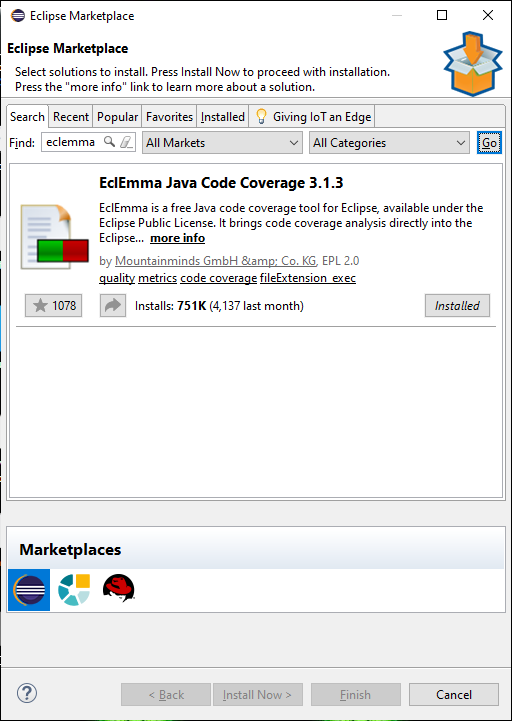 Eclipse Marketplace
Eclipse Marketplace
Select solutions to install. Press Install Now to proceed with installation.
Press the "more info" link to learn more about a solution.
Search Recent Popular Favorites Installed Giving IoT an Edge
Find: eclemma All Markets All Categories Go
EclEmma Java Code Coverage 3.1.3
EclEmma is a free Java code coverage tool for Eclipse, available under the
Eclipse Public License. It brings code coverage analysis directly into the
Eclipse... more info
by Mountainminds GmbH &amp; Co. KG, EPL 2.0
quality metrics code coverage fileExtension_exec
1078 Installs: 751K (4,137 last month) Installed
Marketplaces
? < Back Install Now > Finish Cancel